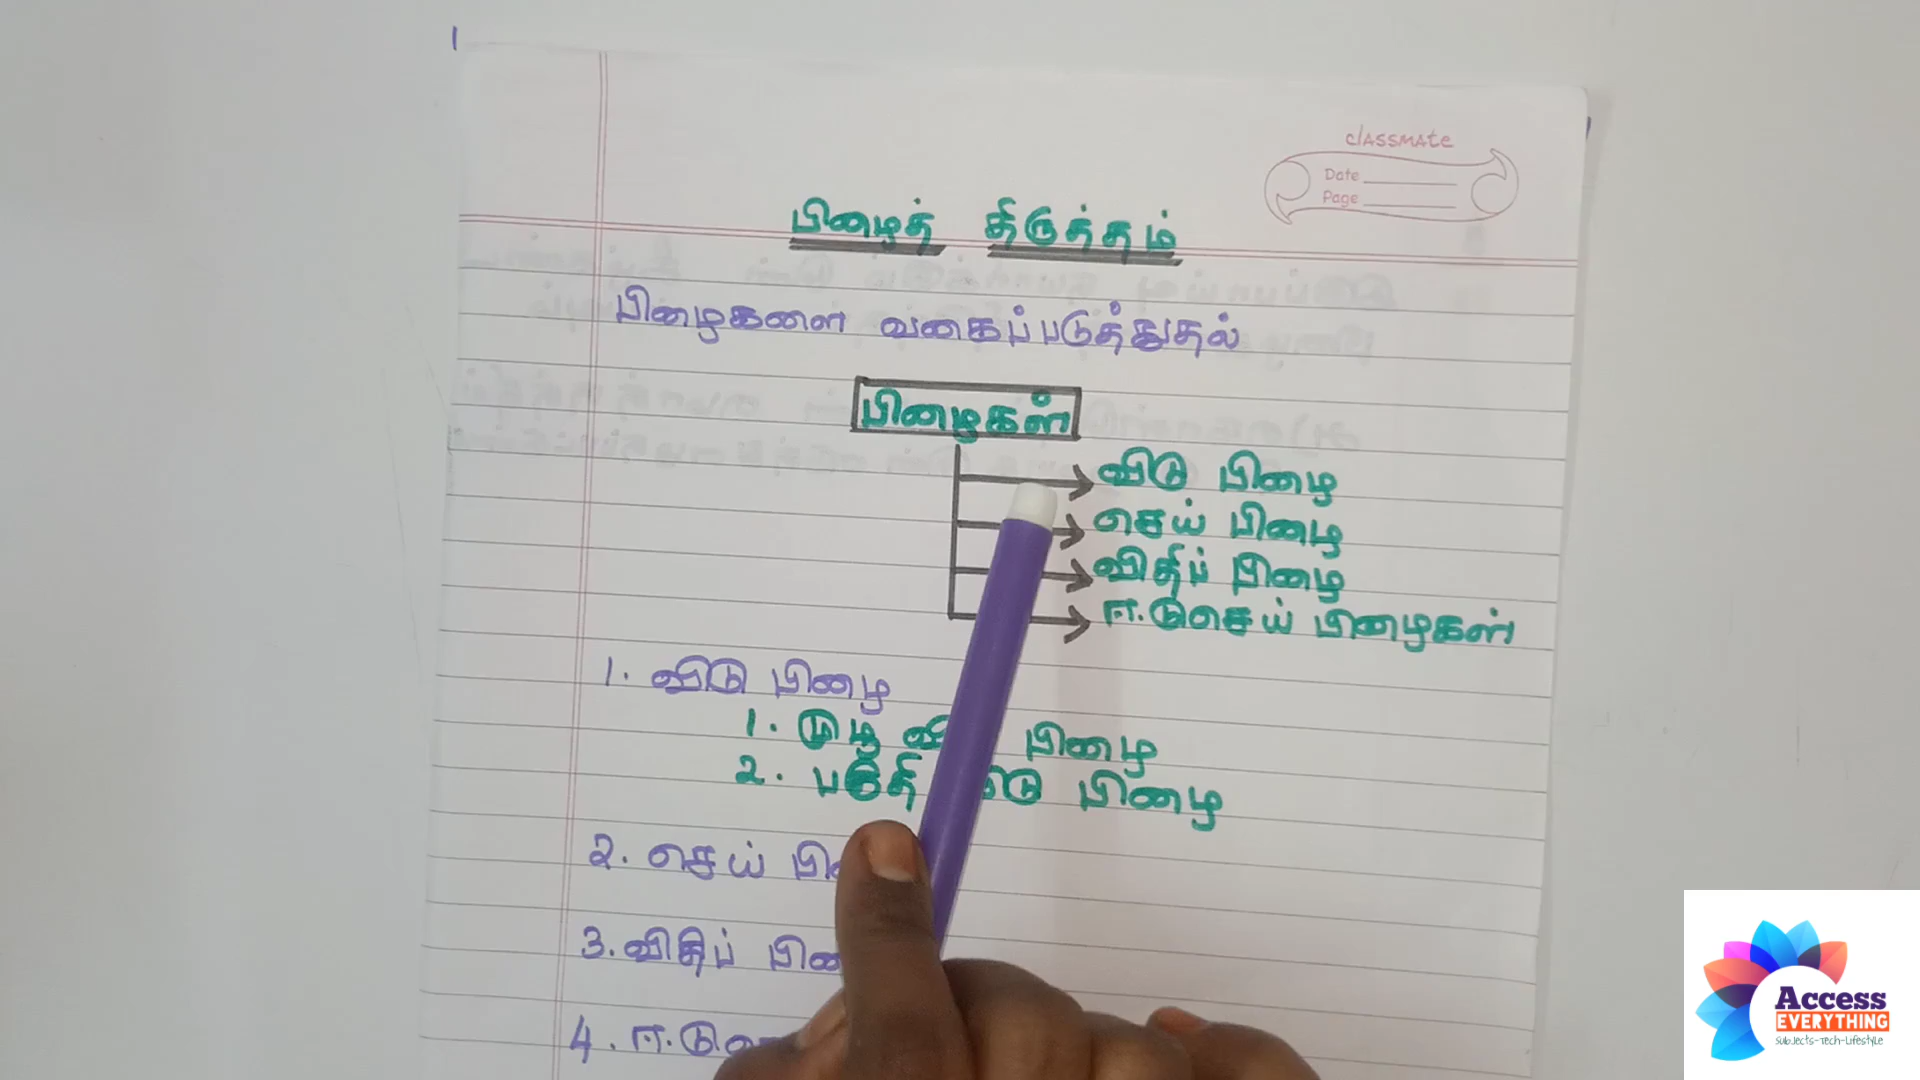 classmate
Date
Page
பிழைத் திருத்தம்
பிழைகளை வகைப்படுத்துதல்
பிழைகள்
விடு பிழை
செய் பிழை
விதிப் பிழை
ஈ.டுசெய் பிழைகள்
1. விடு பிழை
1. முழு பிழை
2. பகுதி பிழை
2. செய்
3. விதிப்
4.
Access
EVERYTHING
Subjects-Tech-Lifestyle